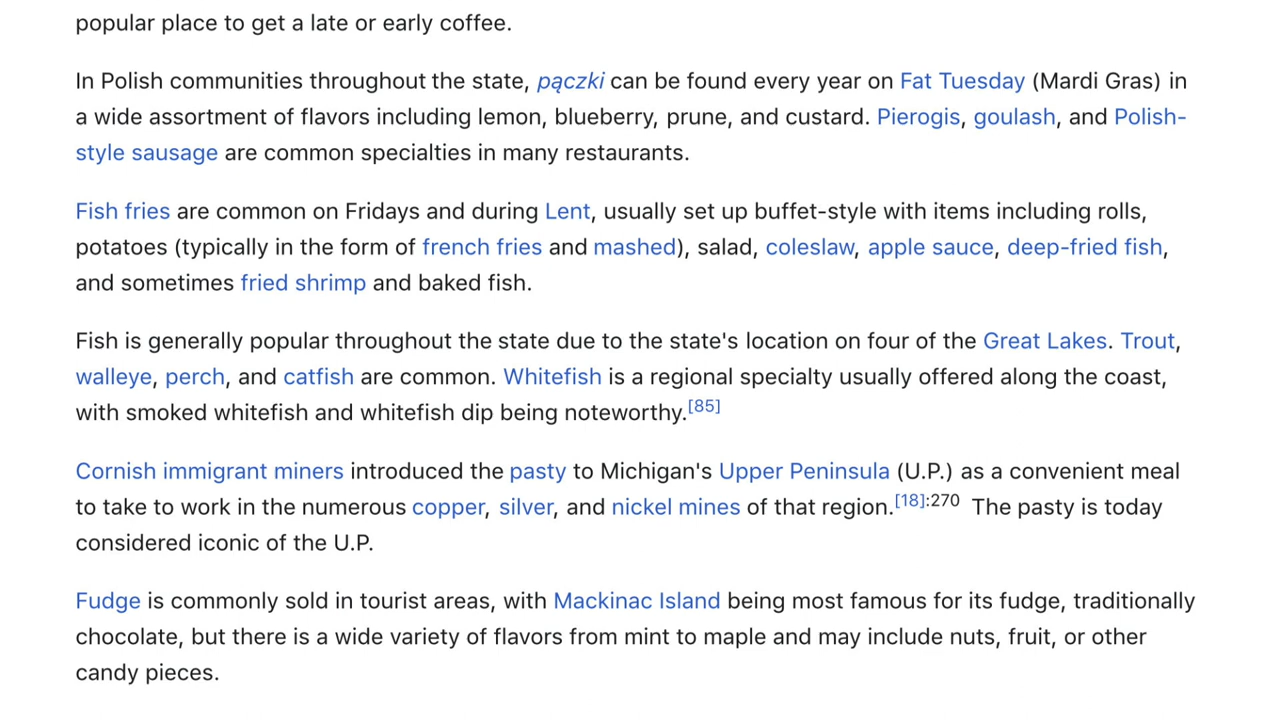 popular place to get a late or early coffee.
In Polish communities throughout the state, pączki can be found every year on Fat Tuesday (Mardi Gras) in
a wide assortment of flavors including lemon, blueberry, prune, and custard. Pierogis, goulash, and Polish-
style sausage are common specialties in many restaurants.
Fish fries are common on Fridays and during Lent, usually set up buffet-style with items including rolls,
potatoes (typically in the form of french fries and mashed), salad, coleslaw, apple sauce, deep-fried fish,
and sometimes fried shrimp and baked fish.
Fish is generally popular throughout the state due to the state's location on four of the Great Lakes. Trout,
walleye, perch, and catfish are common. Whitefish is a regional specialty usually offered along the coast,
with smoked whitefish and whitefish dip being noteworthy.[85]
Cornish immigrant miners introduced the pasty to Michigan's Upper Peninsula (U.P.) as a convenient meal
to take to work in the numerous copper, silver, and nickel mines of that region.[18]:270 The pasty is today
considered iconic of the U.P.
Fudge is commonly sold in tourist areas, with Mackinac Island being most famous for its fudge, traditionally
chocolate, but there is a wide variety of flavors from mint to maple and may include nuts, fruit, or other
candy pieces.